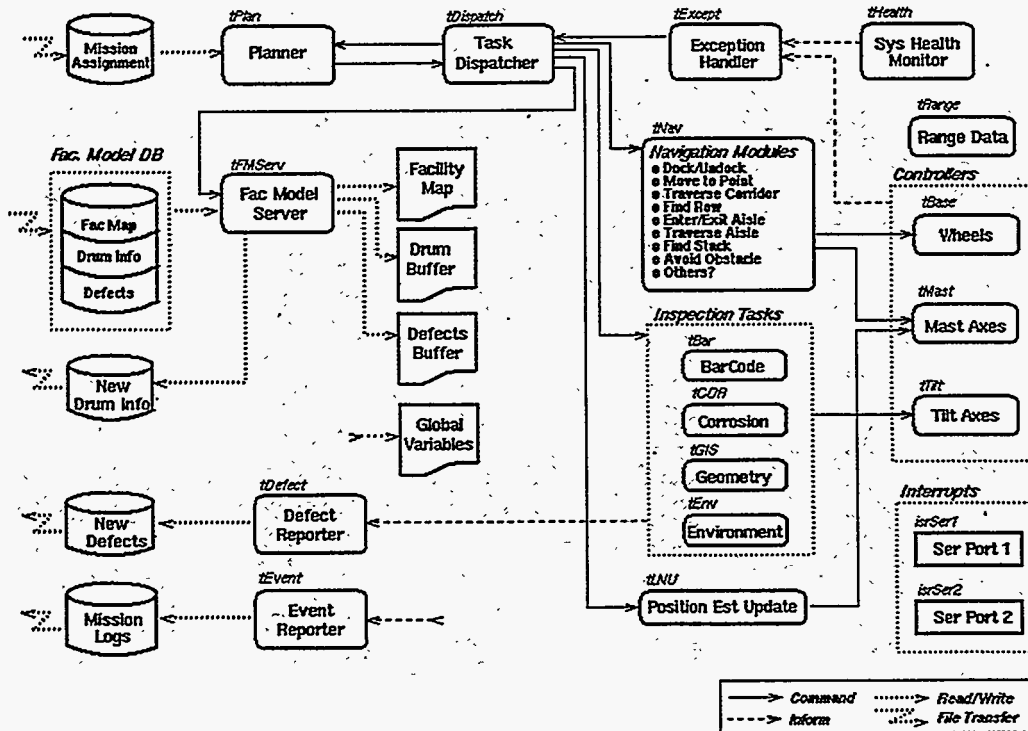 tPlan
tDispatch
tExcept
tHealth
Mission
Assignment
Planner
Task
Dispatcher
Exception
Handler
Sys Health
Monitor
tRange
Range Data
Fac. Model DB
Fac Map
Drum Info
Defects
tFMServ
Fac Model
Server
Facility
Map
Drum
Buffer
Defects
Buffer
Global
Variables
tNav
Navigation Modules
Dock/Undock
Move to Point
Traverse Corridor
Find Row
Enter/Exit Aisle
Traverse Aisle
Find Stack
Avoid Obstacle
Others?
Controllers
tBase
Wheels
tMast
Mast Axes
tTilt
Tilt Axes
Inspection Tasks
tBar
BarCode
tCOR
Corrosion
tGIS
Geometry
tEnv
Environment
New
Drum Info
tDefect
New
Defects
Defect
Reporter
tEvent
Mission
Logs
Event
Reporter
tLNU
Position Est Update
Interrupts
isrSer1
Ser Port 1
isrSer2
Ser Port 2
Command
Read/Write
Inform
File Transfer